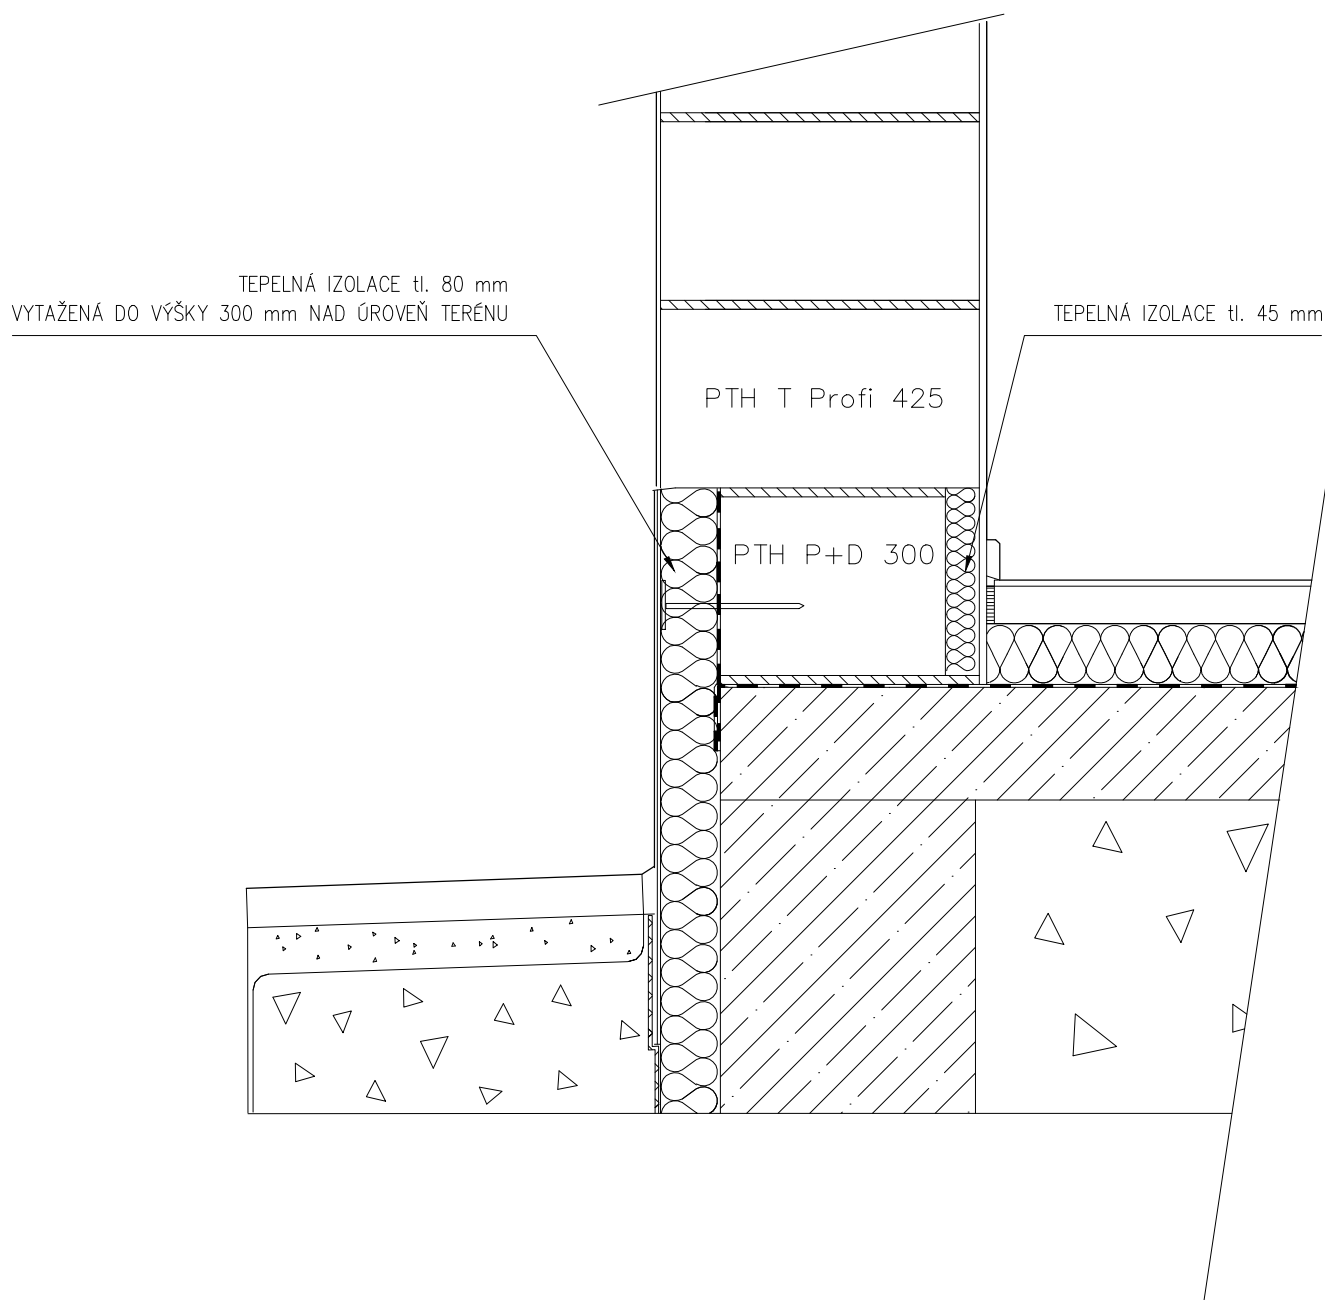 TEPELNÁ IZOLACE tl. 80 mm
VYTAŽENÁ DO VÝŠKY 300 mm NAD ÚROVEŇ TERÉNU
TEPELNÁ IZOLACE tl. 45 mm
PTH T Profi 425
PTH P+D 300